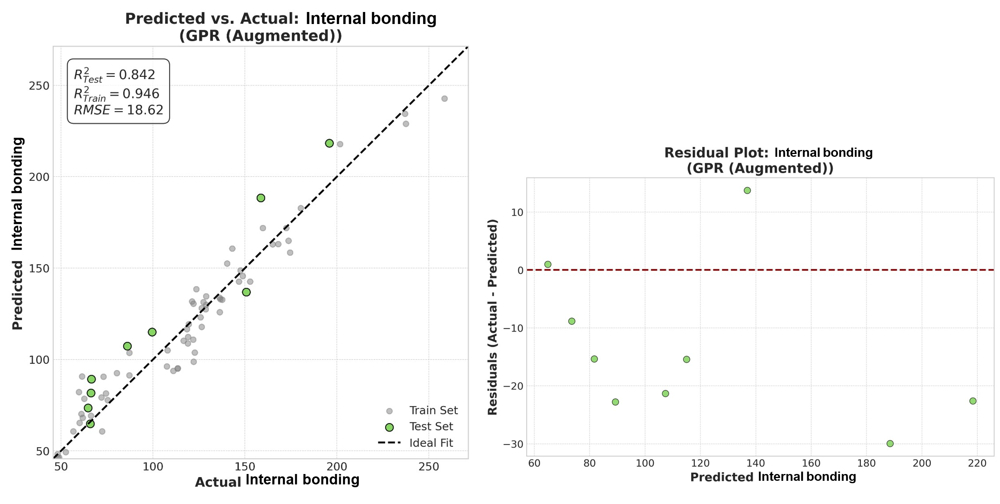 Predicted vs. Actual: Internal bonding
(GPR (Augmented))
R²Test = 0.842
R²Train = 0.946
RMSE = 18.62
250
200
150
100
50
Predicted Internal bonding
Train Set
Test Set
Ideal Fit
50 100 150 200 250
Actual Internal bonding
Residual Plot: Internal bonding
(GPR (Augmented))
10
0
−10
−20
−30
Residuals (Actual - Predicted)
60 80 100 120 140 160 180 200 220
Predicted Internal bonding